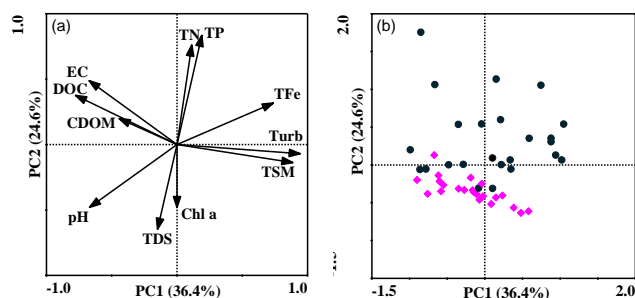 1.0
(a)
TN
TP
EC
DOC
CDOM
TFe
Turb
TSM
pH
Chl a
TDS
PC2 (24.6%)
-1.0
PC1 (36.4%)
1.0
2.0
(b)
PC2 (24.6%)
-1.5
PC1 (36.4%)
2.0